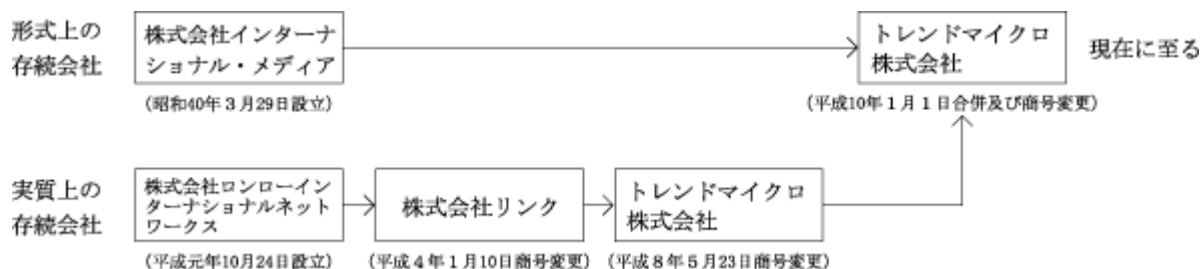 形式上の
存続会社
株式会社インターナ
ショナル・メディア
(昭和40年3月29日設立)
トレンドマイクロ
株式会社
(平成10年1月1日合併及び商号変更)
現在に至る
実質上の
存続会社
株式会社ロンローイン
ターナショナルネット
ワークス
(平成元年10月24日設立)
株式会社リンク
(平成4年1月10日商号変更)
トレンドマイクロ
株式会社
(平成8年5月23日商号変更)